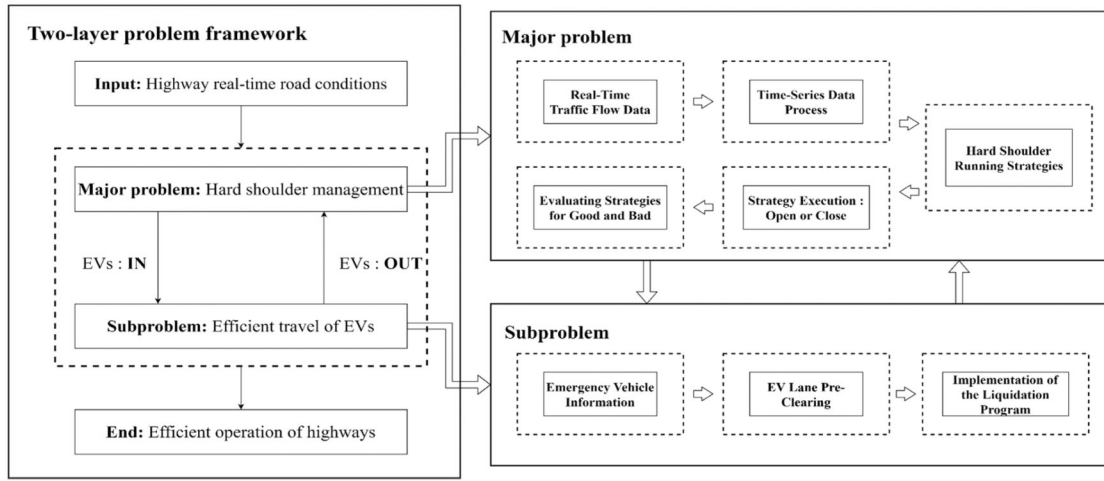 Two-layer problem framework
Input: Highway real-time road conditions
Major problem: Hard shoulder management
EVs : IN
EVs : OUT
Subproblem: Efficient travel of EVs
End: Efficient operation of highways
Major problem
Real-Time
Traffic Flow Data
Time-Series Data
Process
Hard Shoulder
Running Strategies
Strategy Execution :
Open or Close
Evaluating Strategies
for Good and Bad
Subproblem
Emergency Vehicle
Information
EV Lane Pre-
Clearing
Implementation of
the Liquidation
Program